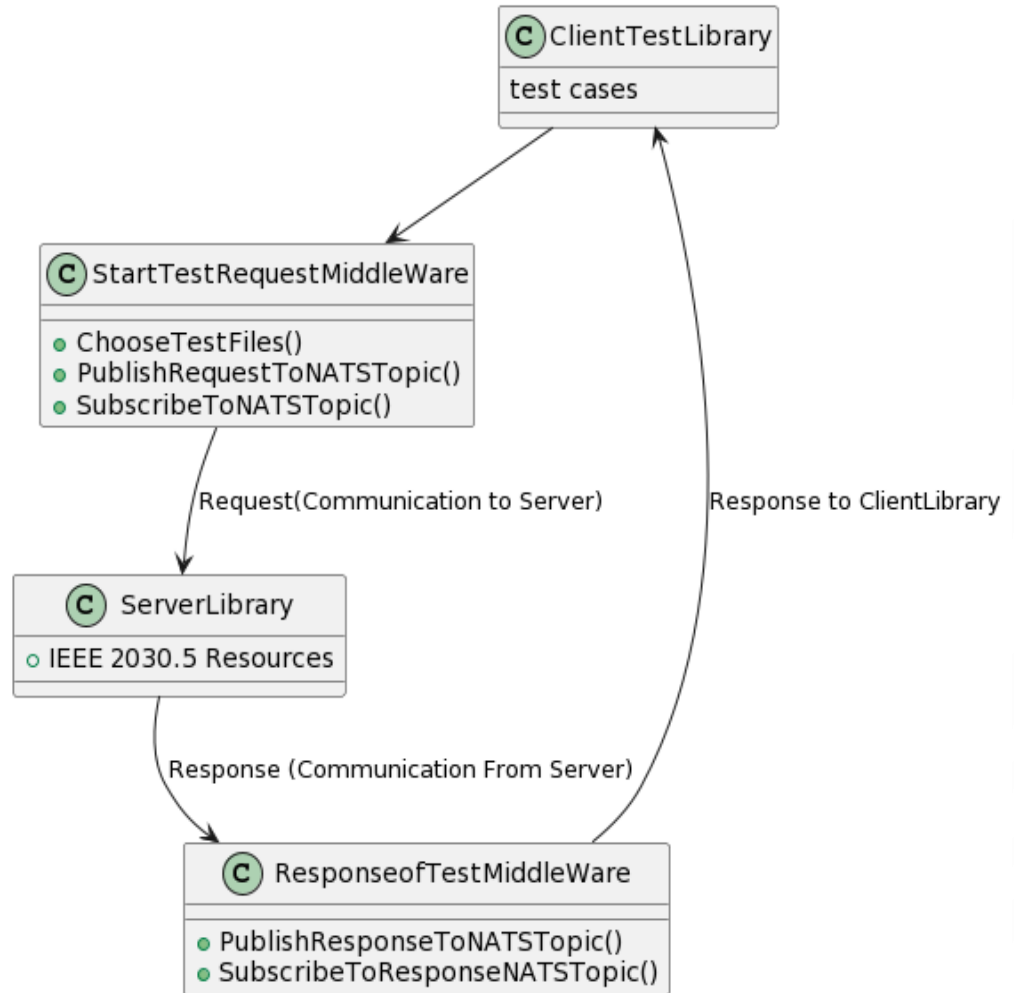 C ClientTestLibrary
test cases
C StartTestRequestMiddleWare
ChooseTestFiles()
PublishRequestToNATSTopic()
SubscribeToNATSTopic()
Request(Communication to Server)
Response to ClientLibrary
C ServerLibrary
IEEE 2030.5 Resources
Response (Communication From Server)
C ResponseofTestMiddleWare
PublishResponseToNATSTopic()
SubscribeToResponseNATSTopic()